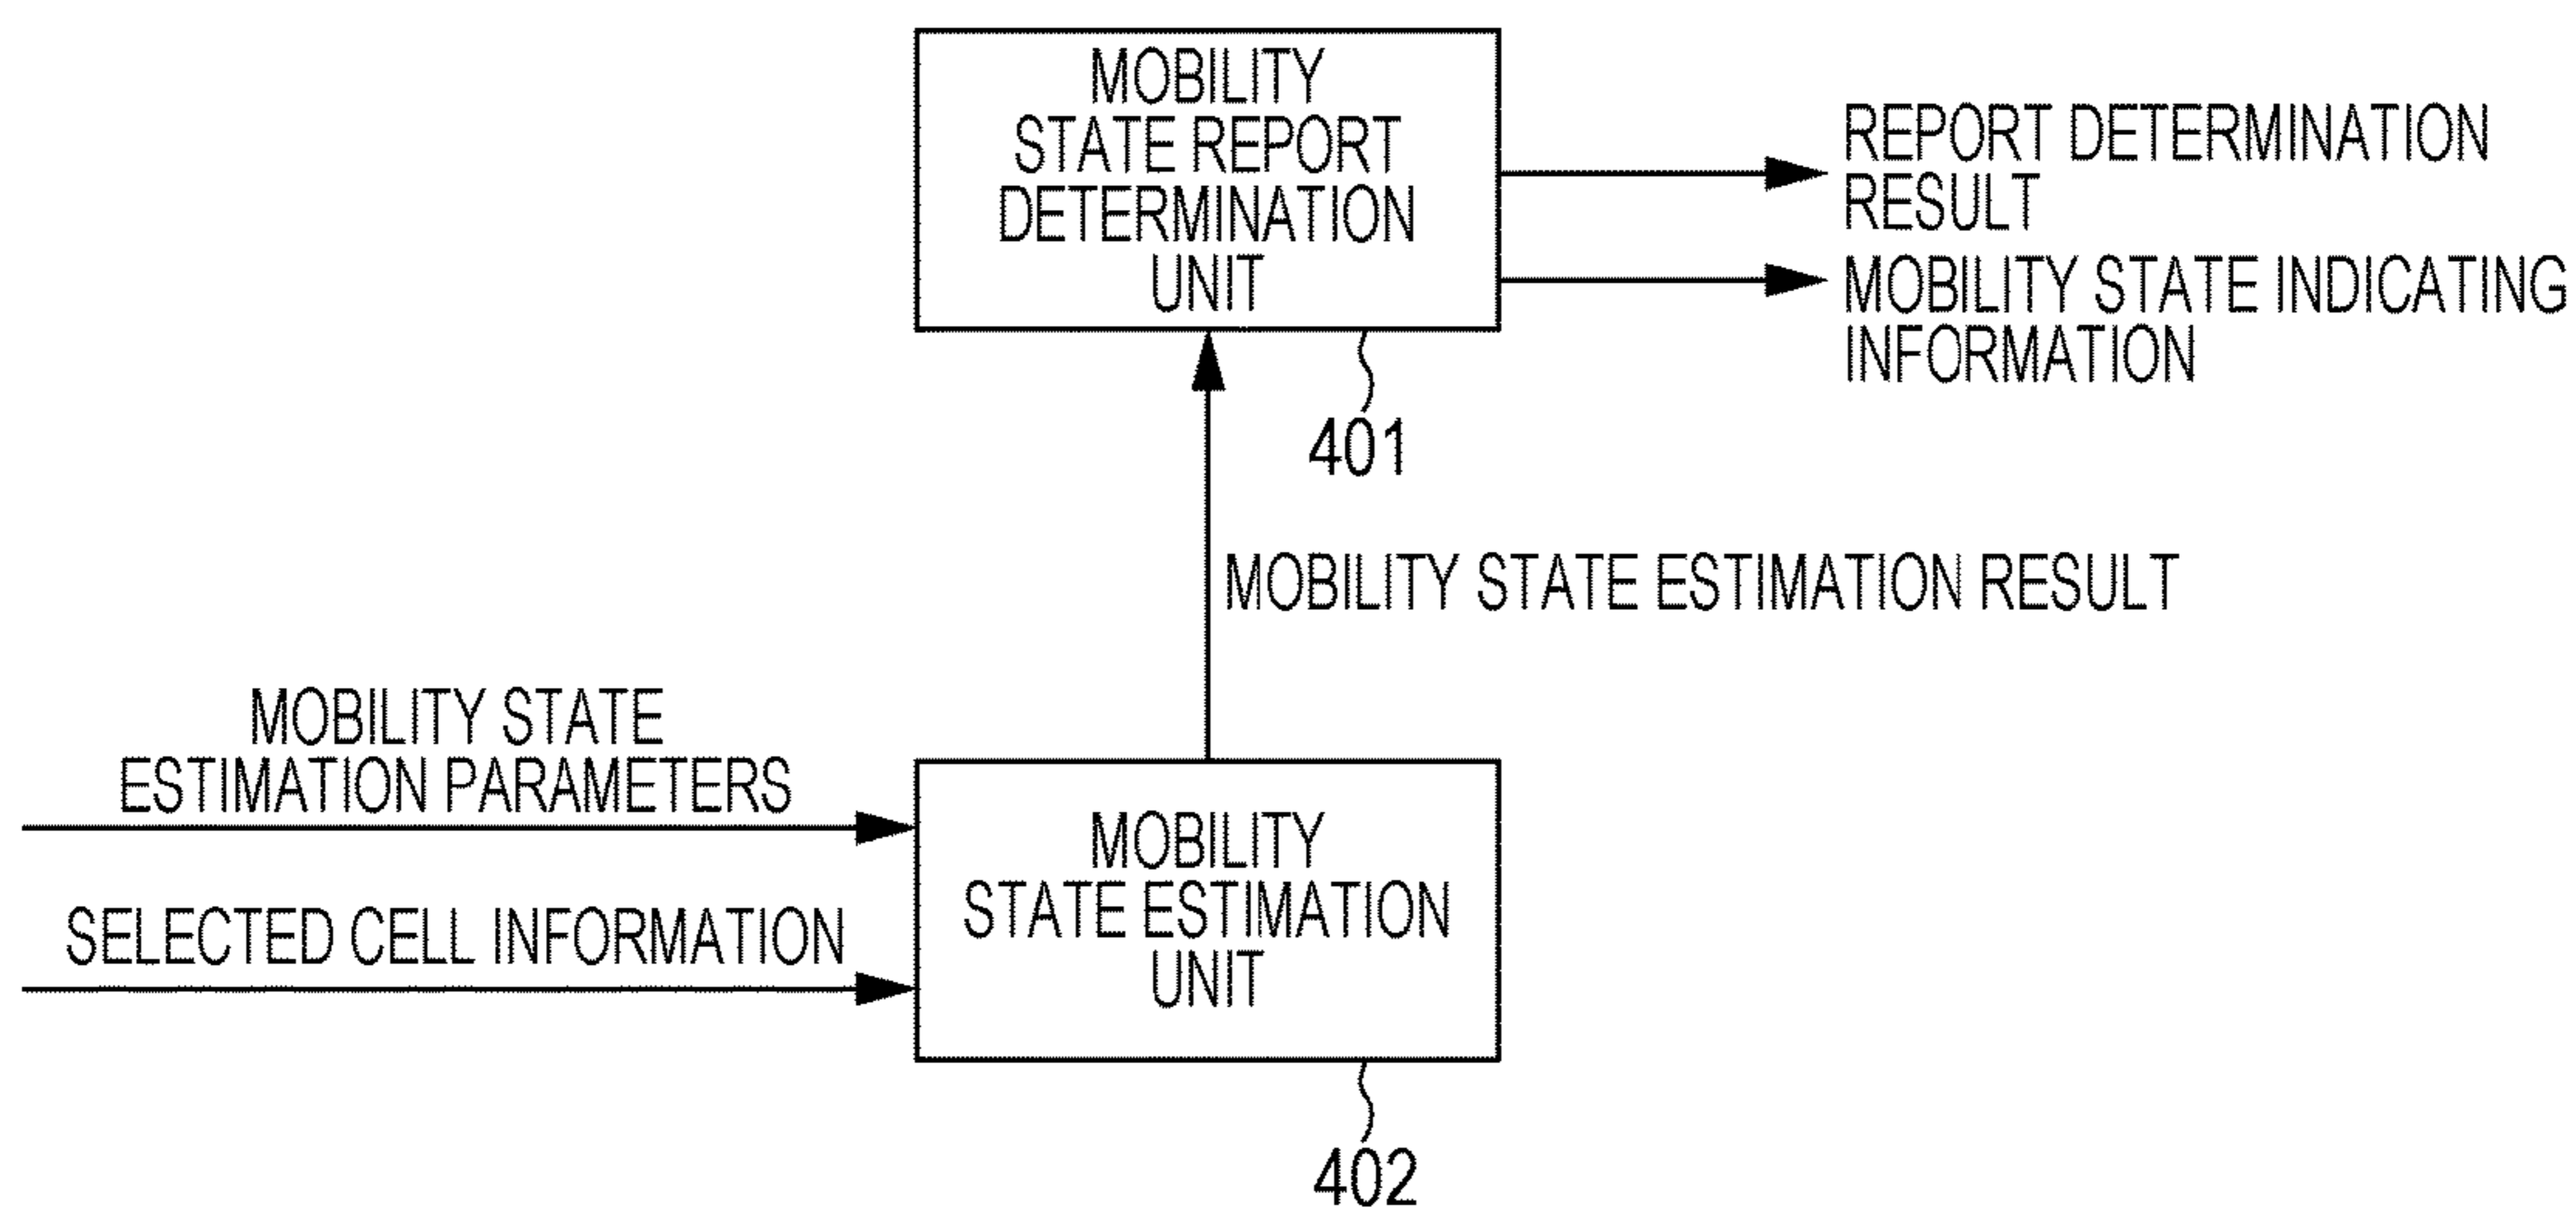 MOBILITY
STATE REPORT
DETERMINATION
UNIT
REPORT DETERMINATION
RESULT
MOBILITY STATE INDICATING
INFORMATION
401
MOBILITY STATE ESTIMATION RESULT
MOBILITY STATE
ESTIMATION PARAMETERS
SELECTED CELL INFORMATION
MOBILITY
STATE ESTIMATION
UNIT
402